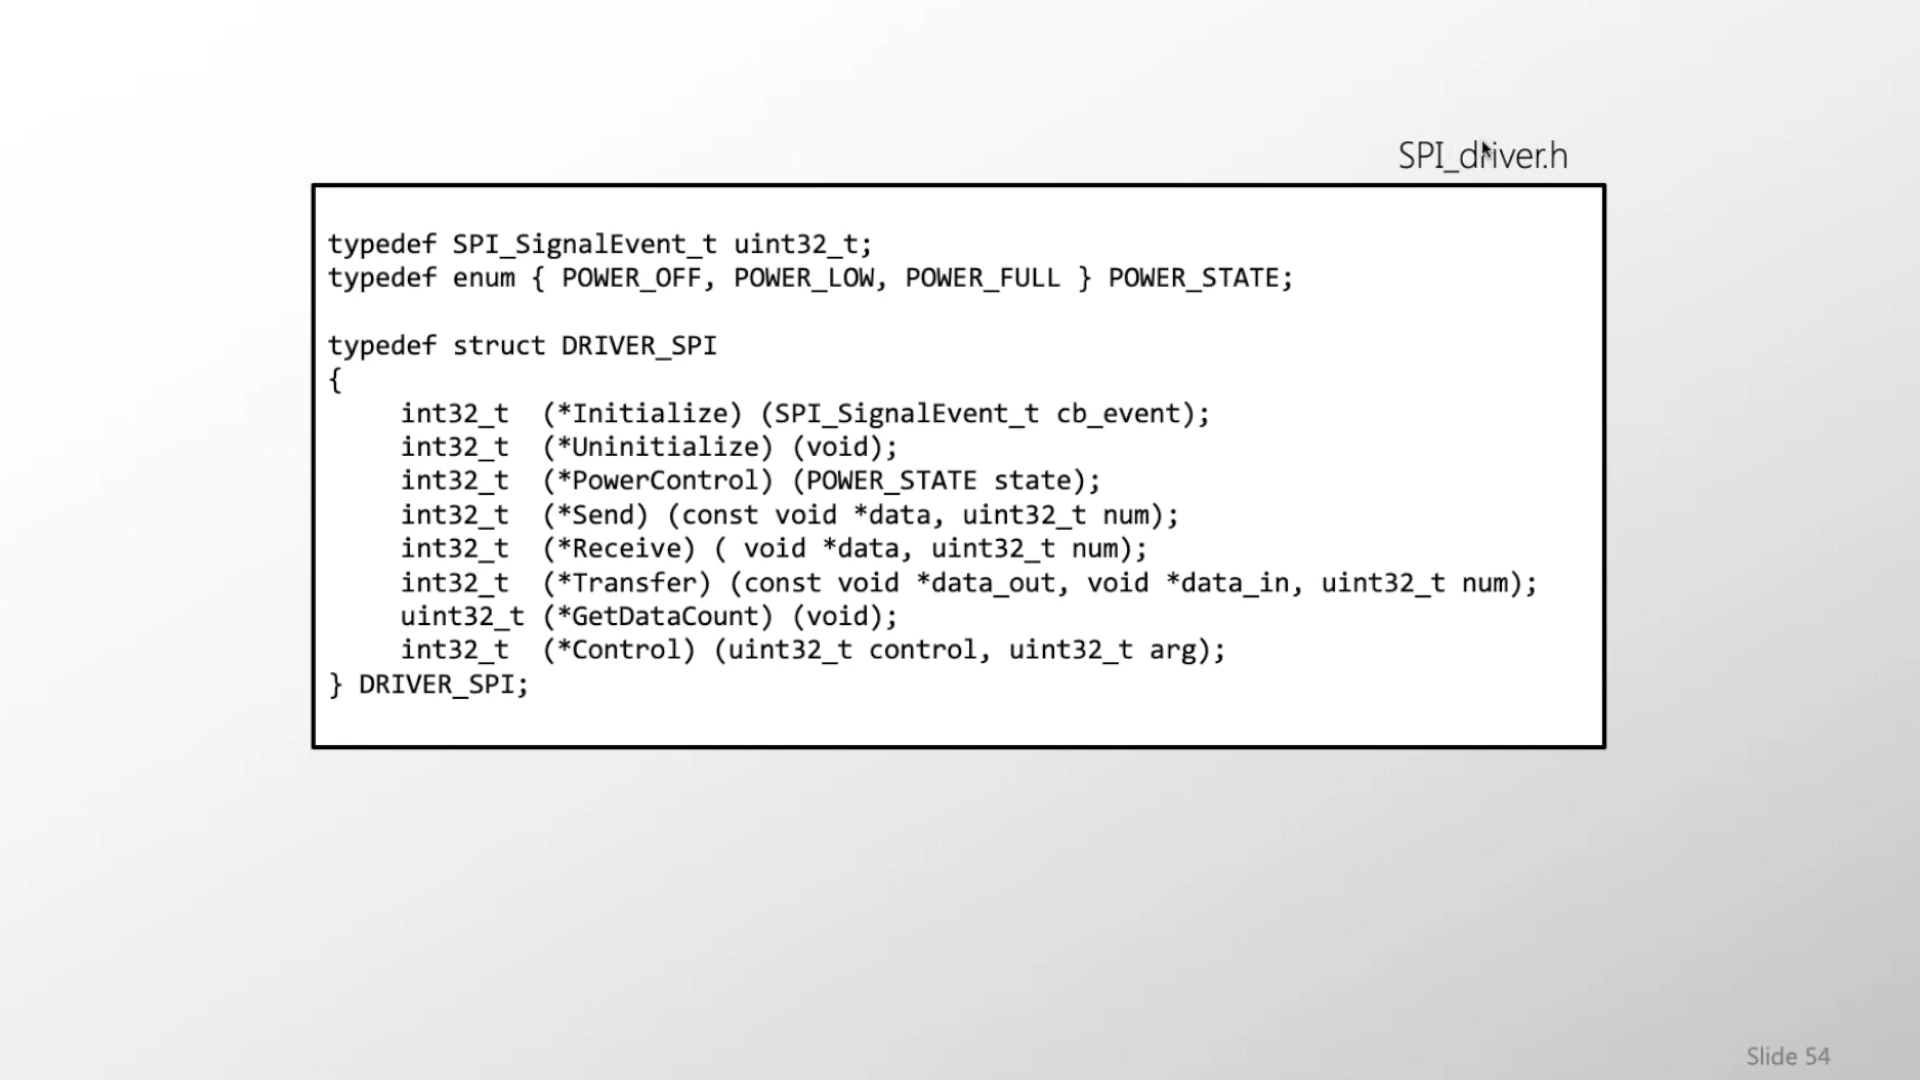 SPI_driver.h
typedef SPI_SignalEvent_t uint32_t;
typedef enum { POWER_OFF, POWER_LOW, POWER_FULL } POWER_STATE;
typedef struct DRIVER_SPI
{
int32_t (*Initialize) (SPI_SignalEvent_t cb_event);
int32_t (*Uninitialize) (void);
int32_t (*PowerControl) (POWER_STATE state);
int32_t (*Send) (const void *data, uint32_t num);
int32_t (*Receive) ( void *data, uint32_t num);
int32_t (*Transfer) (const void *data_out, void *data_in, uint32_t num);
uint32_t (*GetDataCount) (void);
int32_t (*Control) (uint32_t control, uint32_t arg);
} DRIVER_SPI;
Slide 54